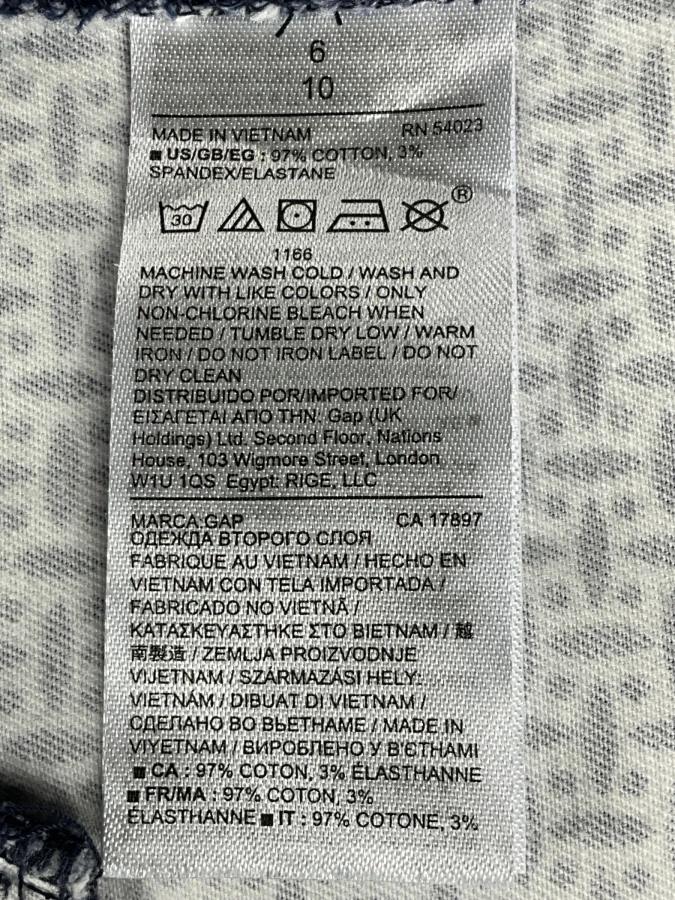 6
10
MADE IN VIETNAM RN 54023
■ US/GB/EG : 97% COTTON, 3%
SPANDEX/ELASTANE
30
®
1166
MACHINE WASH COLD / WASH AND
DRY WITH LIKE COLORS / ONLY
NON-CHLORINE BLEACH WHEN
NEEDED / TUMBLE DRY LOW / WARM
IRON / DO NOT IRON LABEL / DO NOT
DRY CLEAN
DISTRIBUIDO POR/IMPORTED FOR/
ΕΙΣΑΓΕΤΑΙ ΑΠΟ ΤΗΝ: Gap (UK
Holdings) Ltd. Second Floor, Nations
House, 103 Wigmore Street, London
W1U 1QS Egypt: RIGE, LLC
MARCA:GAP CA 17897
ОДЕЖДА ВТОРОГО СЛОЯ
FABRIQUE AU VIETNAM / HECHO EN
VIETNAM CON TELA IMPORTADA /
FABRICADO NO VIETNÃ /
ΚΑΤΑΣΚΕΥΑΣΤΗΚΕ ΣΤΟ ΒΙΕΤΝΑΜ / 越
南製造 / ZEMLJA PROIZVODNJE
VIJETNAM / SZÁRMAZÁSI HELY:
VIETNÁM / DIBUAT DI VIETNAM /
СДЕЛАНО ВО ВЬЕТНАМЕ / MADE IN
VIYETNAM / ВИРОБЛЕНО У В'ЄТНАМІ
■ CA : 97% COTON, 3% ÉLASTHANNE
■ FR/MA : 97% COTON, 3%
ÉLASTHANNE ■ IT : 97% COTONE, 3%